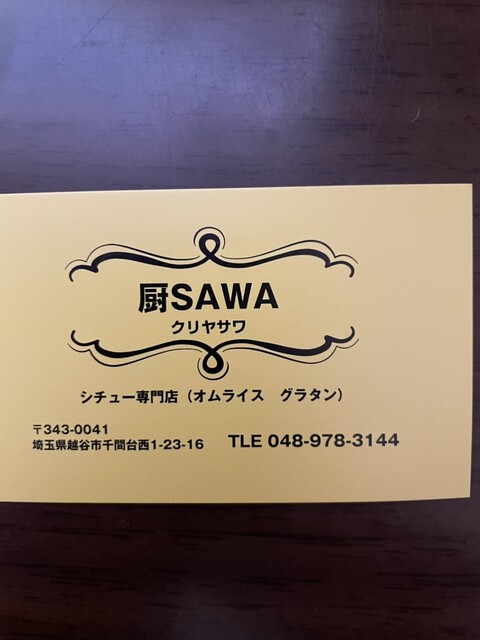 厨SAWA
クリヤサワ
シチュー専門店（オムライス　グラタン）
〒343-0041
埼玉県越谷市千間台西1-23-16
TLE 048-978-3144